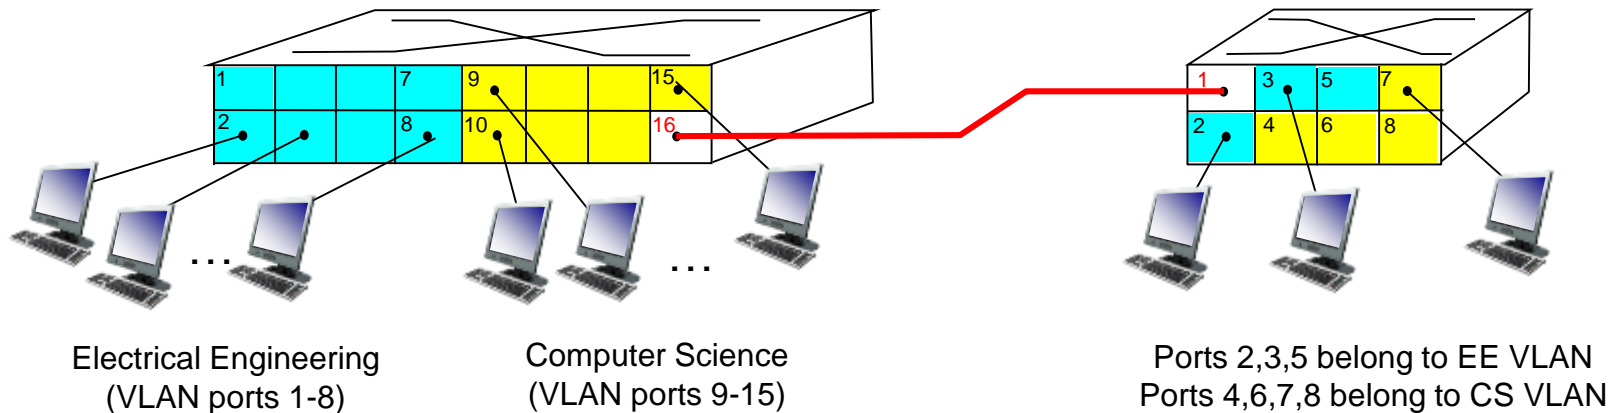 1 7 9 15
2 8 10 16
1 3 5 7
2 4 6 8
... ...
Electrical Engineering
(VLAN ports 1-8)
Computer Science
(VLAN ports 9-15)
Ports 2,3,5 belong to EE VLAN
Ports 4,6,7,8 belong to CS VLAN